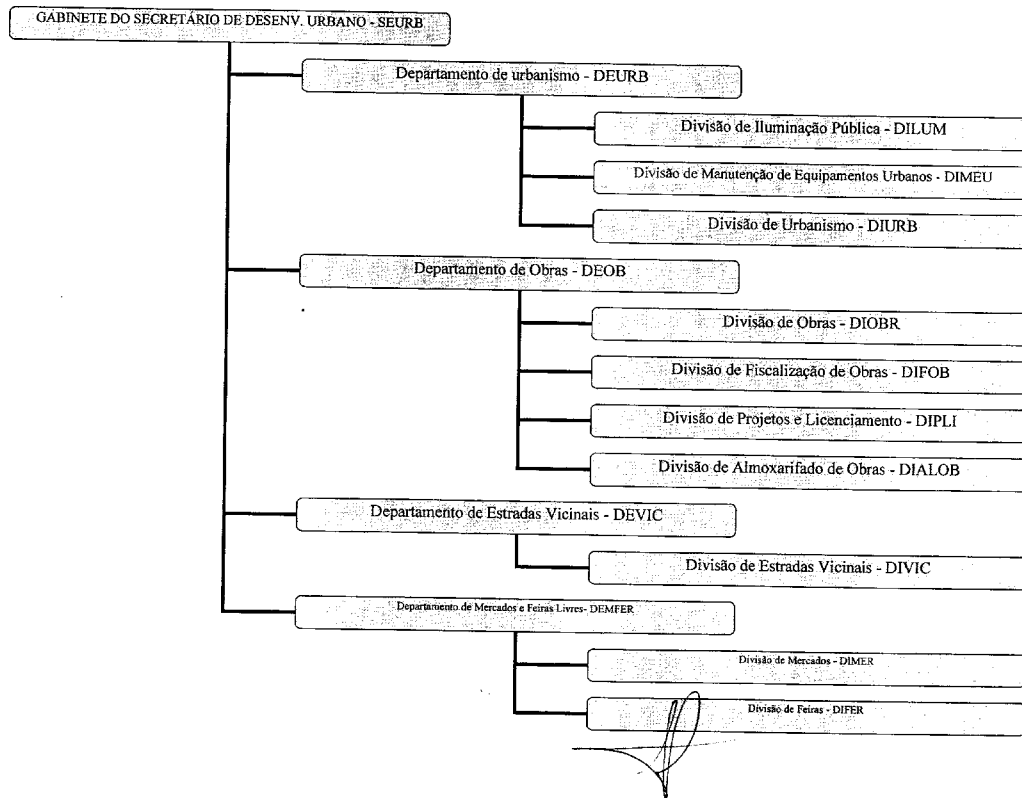 GABINETE DO SECRETÁRIO DE DESENV. URBANO - SEURB
Departamento de urbanismo - DEURB
Divisão de Iluminação Pública - DILUM
Divisão de Manutenção de Equipamentos Urbanos - DIMEU
Divisão de Urbanismo - DIURB
Departamento de Obras - DEOB
Divisão de Obras - DIOBR
Divisão de Fiscalização de Obras - DIFOB
Divisão de Projetos e Licenciamento - DIPLI
Divisão de Almoxarifado de Obras - DIALOB
Departamento de Estradas Vicinais - DEVIC
Divisão de Estradas Vicinais - DIVIC
Departamento de Mercados e Feiras Livres- DEMFER
Divisão de Mercados - DIMER
Divisão de Feiras - DIFER